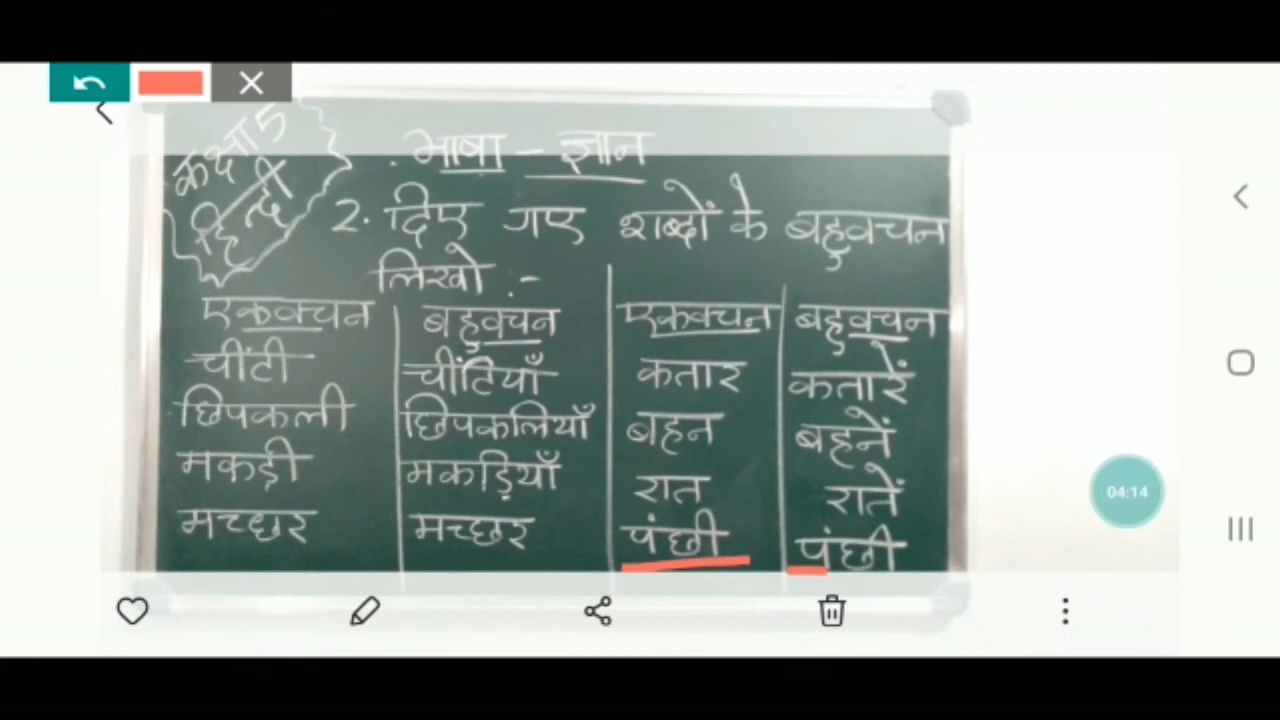 कक्षा 5
हिन्दी
भाषा - ज्ञान
2. दिए गए शब्दों के बहुवचन
लिखो :-
एकवचन बहुवचन एकवचन बहुवचन
चींटी चींटियाँ कतार कतारें
छिपकली छिपकलियाँ बहन बहनें
मकड़ी मकड़ियाँ रात रातें
मच्छर मच्छर पंछी पंछी
04:14